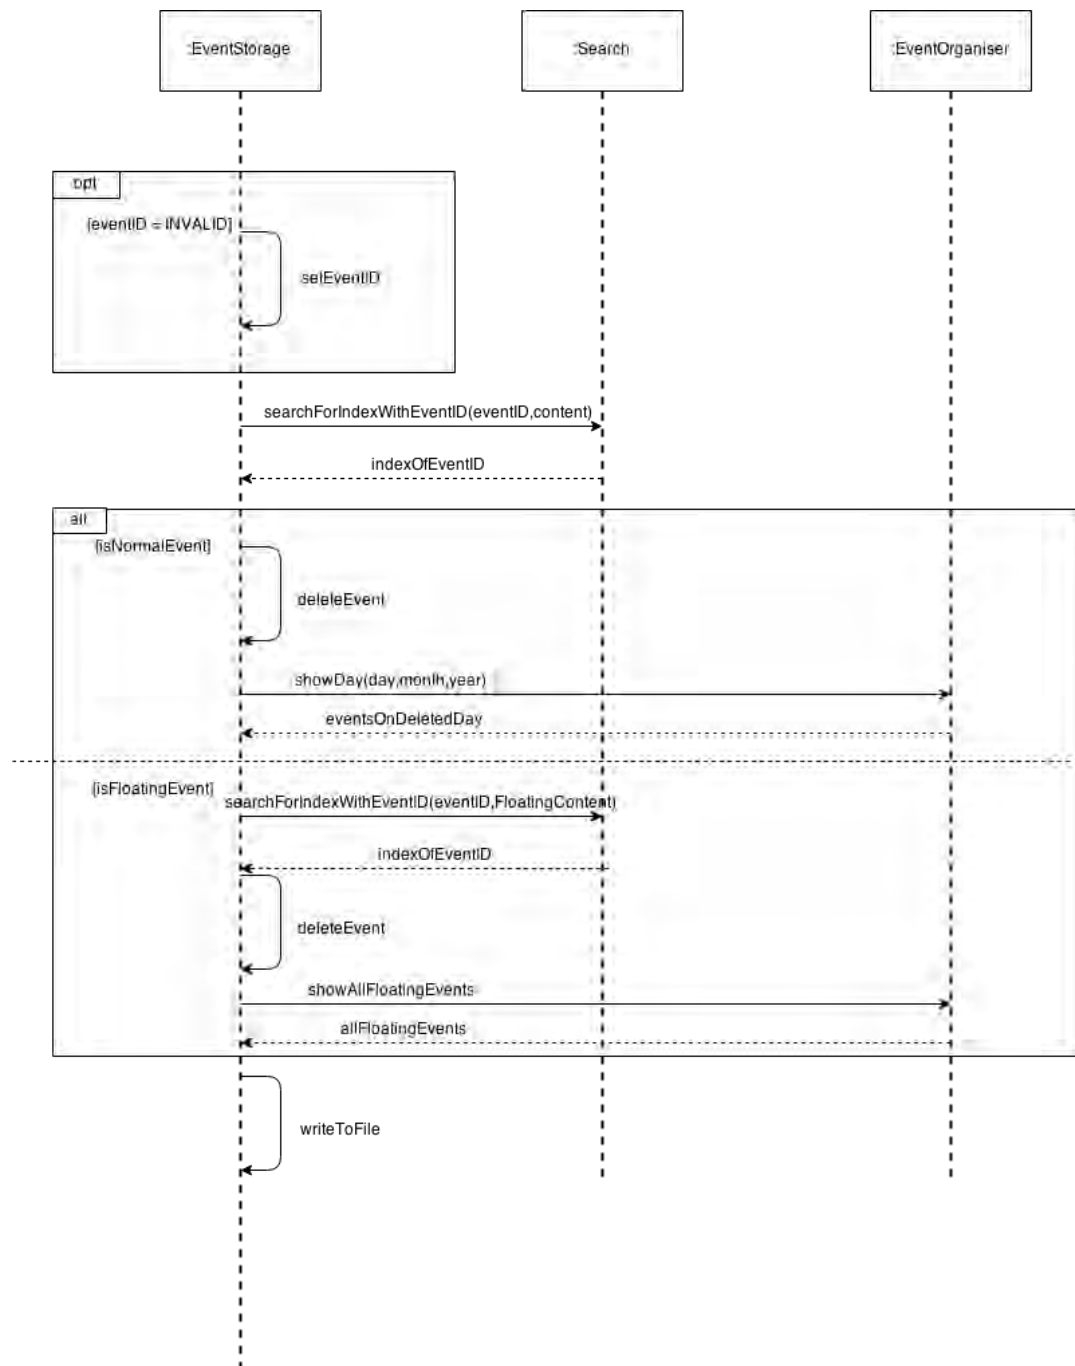 :EventStorage
:Search
:EventOrganiser
opt
[eventID = INVALID]
setEventID
searchForIndexWithEventID(eventID,content)
indexOfEventID
alt
[isNormalEvent]
deleteEvent
showDay(day,month,year)
eventsOnDeletedDay
[isFloatingEvent]
searchForIndexWithEventID(eventID,FloatingContent)
indexOfEventID
deleteEvent
showAllFloatingEvents
allFloatingEvents
writeToFile